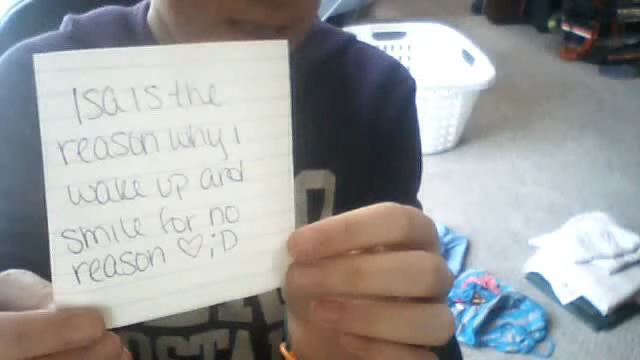 Isa is the
reason why i
wake up and
smile for no
reason ♡ ;D